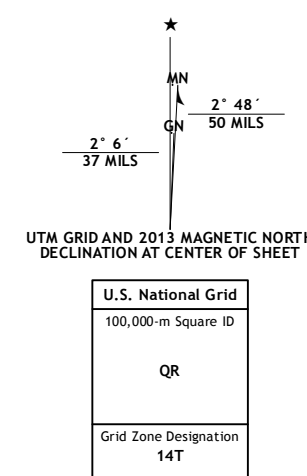 ★
MN
2° 48´
50 MILS
GN
2° 6´
37 MILS
UTM GRID AND 2013 MAGNETIC NORTH
DECLINATION AT CENTER OF SHEET
U.S. National Grid
100,000-m Square ID
QR
Grid Zone Designation
14T